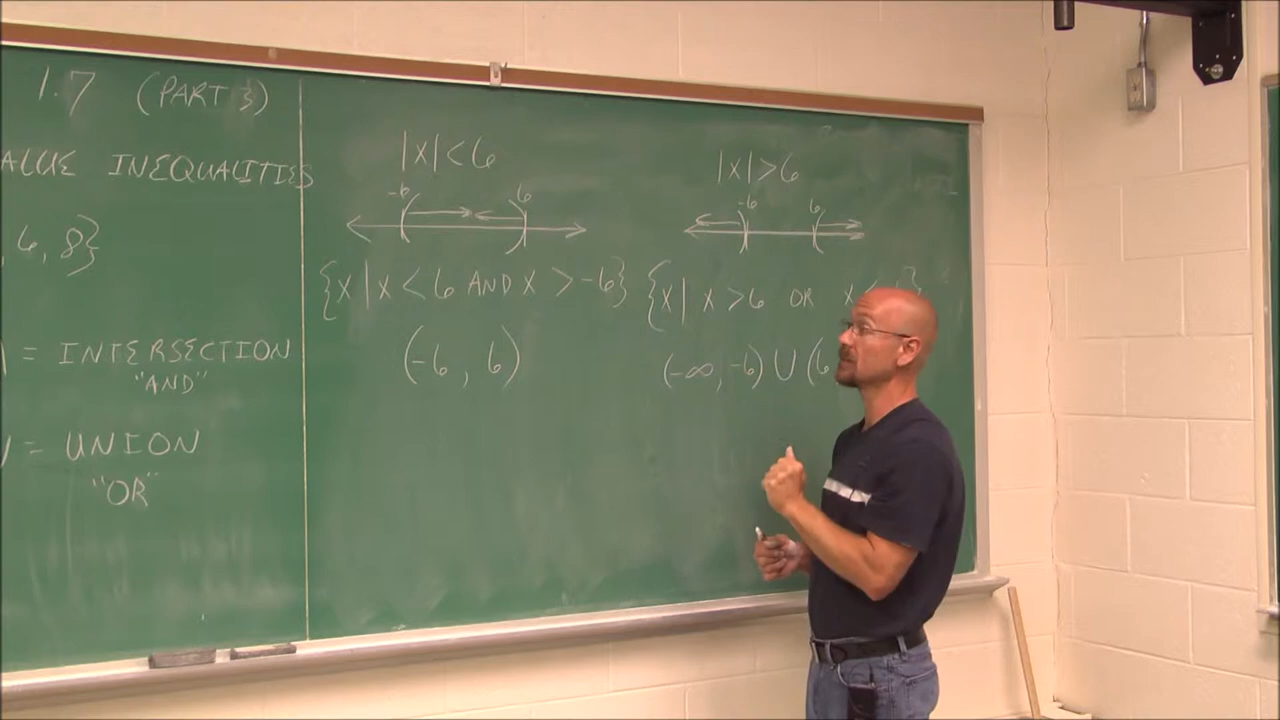 1.7 (PART 3)
ALUE INEQUALITIES
, 6, 8}
= INTERSECTION
"AND"
= UNION
"OR"
|X|<6
-6 6
{X|X<6 AND X>-6}
(-6, 6)
|X|>6
-6 6
{X|X>6 OR X<
(-∞, -6) U (6